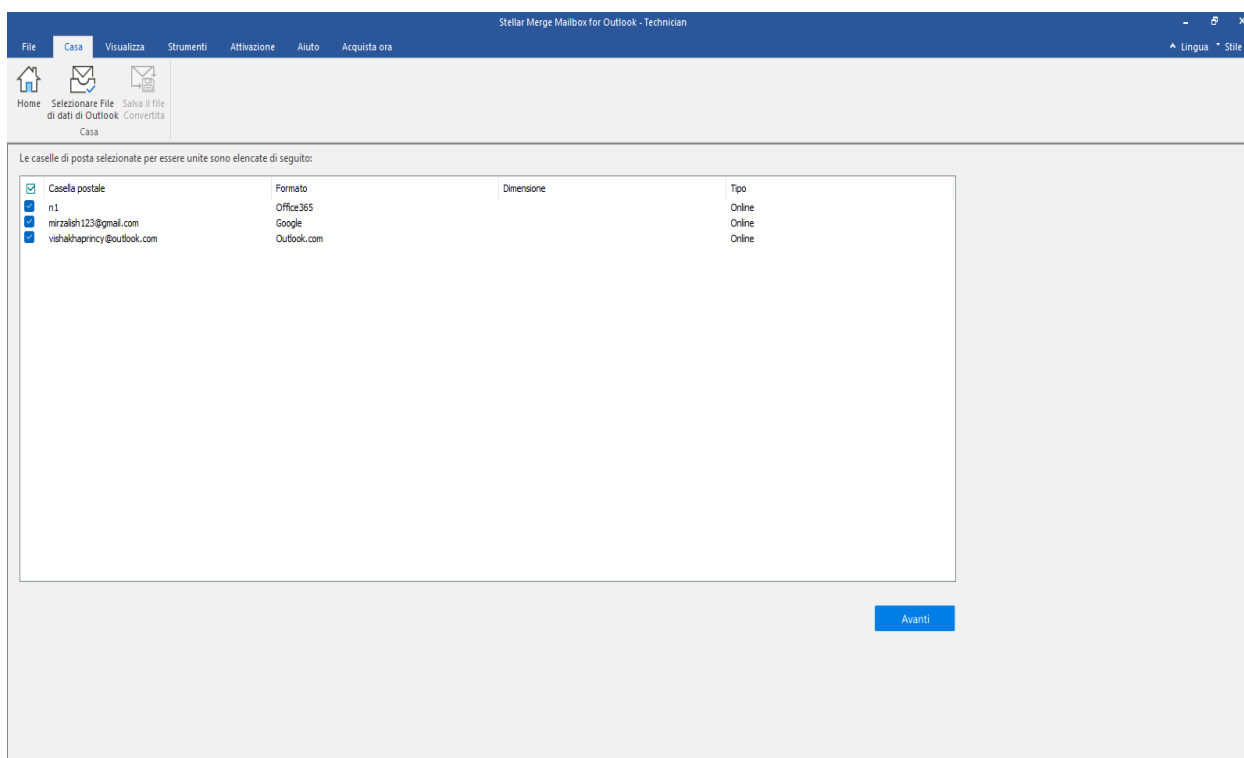 Stellar Merge Mailbox for Outlook - Technician
File Casa Visualizza Strumenti Attivazione Aiuto Acquista ora Lingua Stile
Home Selezionare File di dati di Outlook Salva il file Convertita
Casa
Le caselle di posta selezionate per essere unite sono elencate di seguito:
Casella postale Formato Dimensione Tipo
n1 Office365 Online
mirzalish123@gmail.com Google Online
vishakhaprincy@outlook.com Outlook.com Online
Avanti